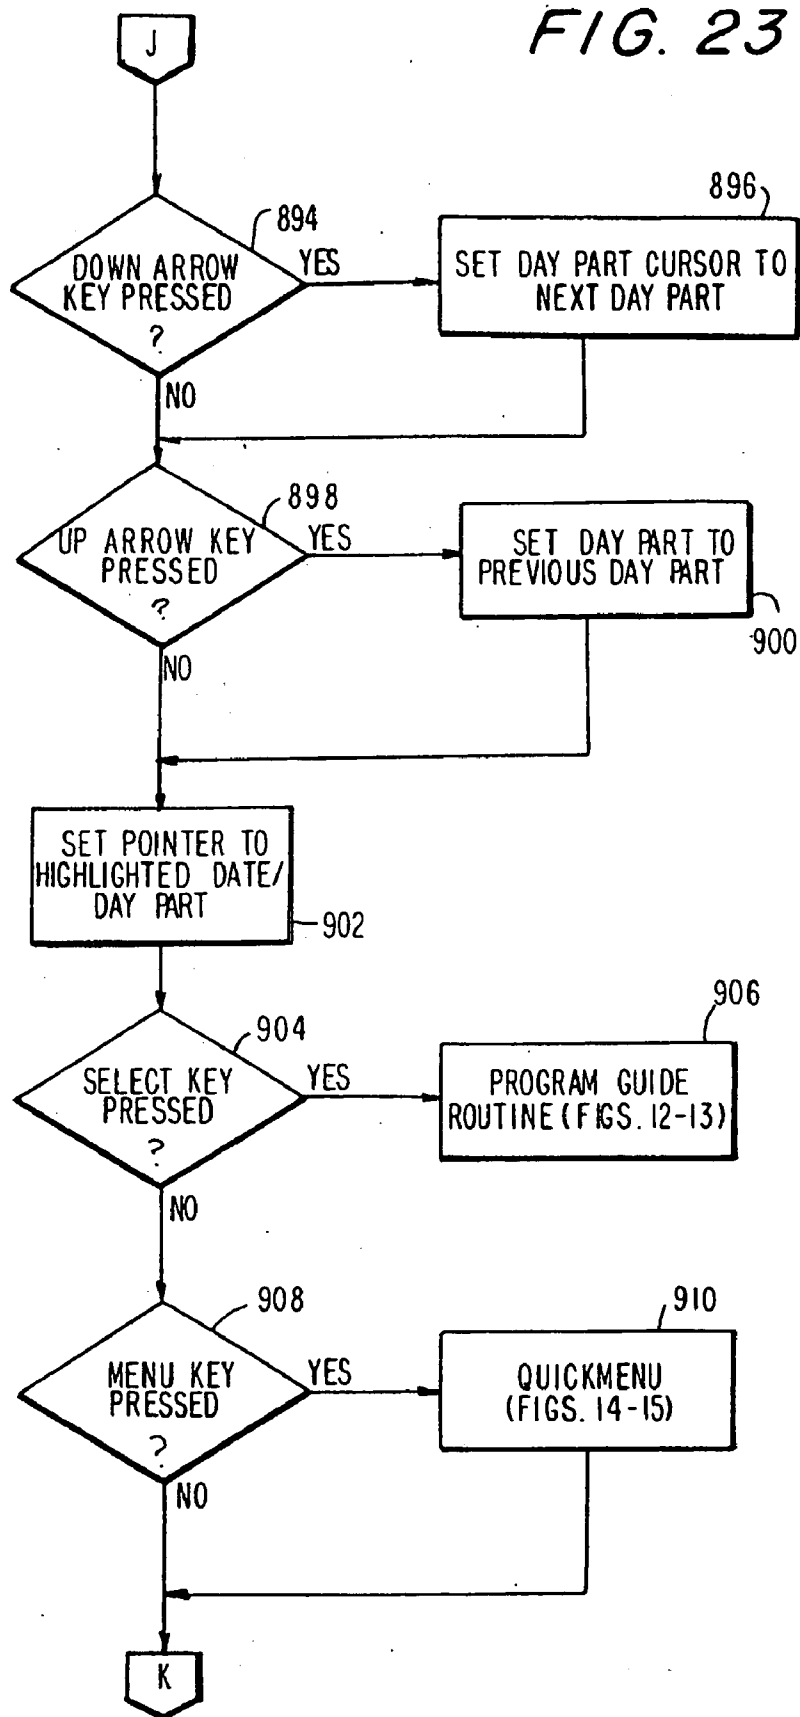 FIG. 23
J
894
DOWN ARROW
KEY PRESSED
?
YES
NO
896
SET DAY PART CURSOR TO
NEXT DAY PART
898
UP ARROW KEY
PRESSED
?
YES
NO
SET DAY PART TO
PREVIOUS DAY PART
900
SET POINTER TO
HIGHLIGHTED DATE/
DAY PART
902
904
SELECT KEY
PRESSED
?
YES
NO
906
PROGRAM GUIDE
ROUTINE (FIGS. 12-13)
908
MENU KEY
PRESSED
?
YES
NO
910
QUICKMENU
(FIGS. 14-15)
K